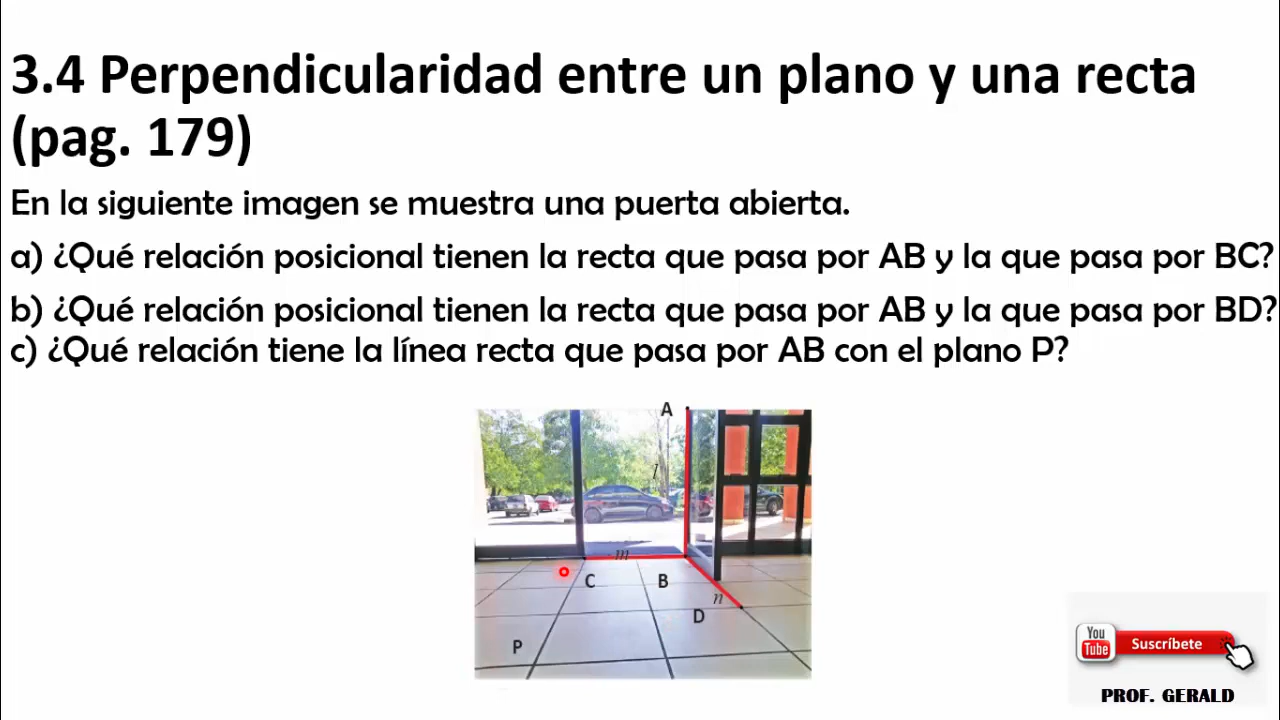 3.4 Perpendicularidad entre un plano y una recta
(pag. 179)
En la siguiente imagen se muestra una puerta abierta.
a) ¿Qué relación posicional tienen la recta que pasa por AB y la que pasa por BC?
b) ¿Qué relación posicional tienen la recta que pasa por AB y la que pasa por BD?
c) ¿Qué relación tiene la línea recta que pasa por AB con el plano P?
A
l
m
C
B
n
D
P
You
Tube
Suscríbete
PROF. GERALD